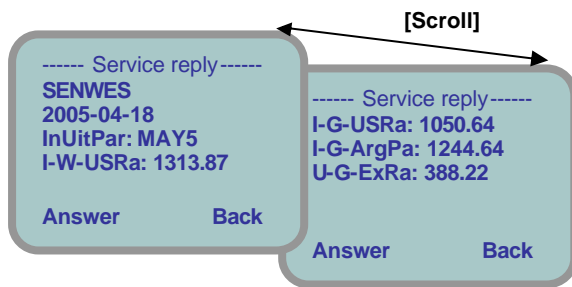 [Scroll]
------ Service reply------
SENWES
2005-04-18
InUitPar: MAY5
I-W-USRa: 1313.87
Answer Back
------ Service reply------
I-G-USRa: 1050.64
I-G-ArgPa: 1244.64
U-G-ExRa: 388.22
Answer Back